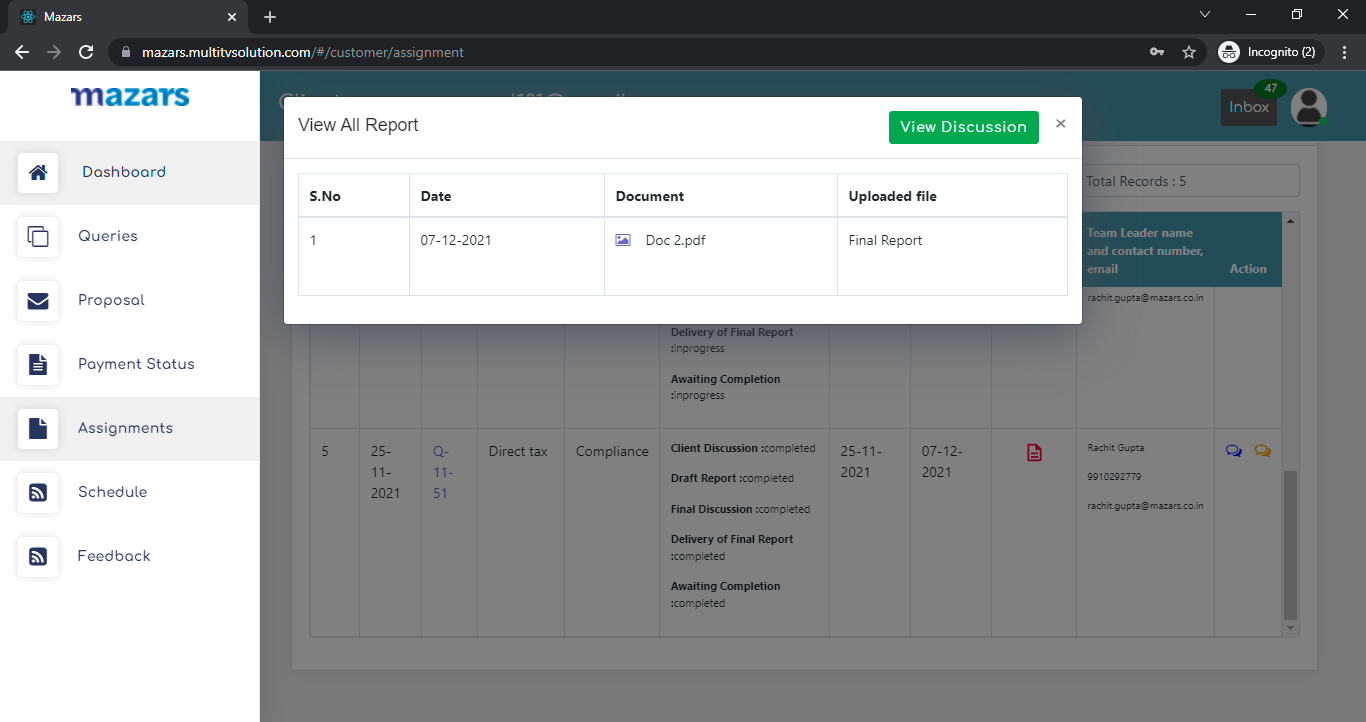 Mazars
mazars.multitvsolution.com/#/customer/assignment
Incognito (2)
mazars
Inbox
47
View All Report
View Discussion
×
S.No
Date
Document
Uploaded file
1
07-12-2021
Doc 2.pdf
Final Report
Dashboard
Queries
Proposal
Payment Status
Assignments
Schedule
Feedback
Total Records : 5
Team Leader name
and contact number,
email
Action
rachit.gupta@mazars.co.in
Delivery of Final Report
:inprogress
Awaiting Completion
:inprogress
5
25-
11-
2021
Q-
11-
51
Direct tax
Compliance
Client Discussion :completed
Draft Report :completed
Final Discussion :completed
Delivery of Final Report
:completed
Awaiting Completion
:completed
25-11-
2021
07-12-
2021
Rachit Gupta
9910292779
rachit.gupta@mazars.co.in